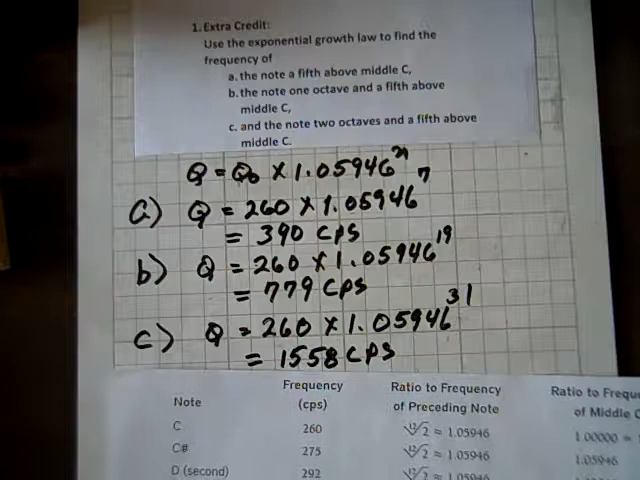 1. Extra Credit:
Use the exponential growth law to find the
frequency of
a. the note a fifth above middle C,
b. the note one octave and a fifth above
middle C,
c. and the note two octaves and a fifth above
middle C.
Q = Q₀ × 1.05946ⁿ
a) Q = 260 × 1.05946⁷
= 390 cps
b) Q = 260 × 1.05946¹⁹
= 779 cps
c) Q = 260 × 1.05946³¹
= 1558 cps
Note Frequency (cps) Ratio to Frequency of Preceding Note Ratio to of Middle
C 260 ¹²√2 = 1.05946 1.00000 =
C# 275 ¹²√2 = 1.05946 1.05946
D (second) 292 ¹²√2 = 1.05946